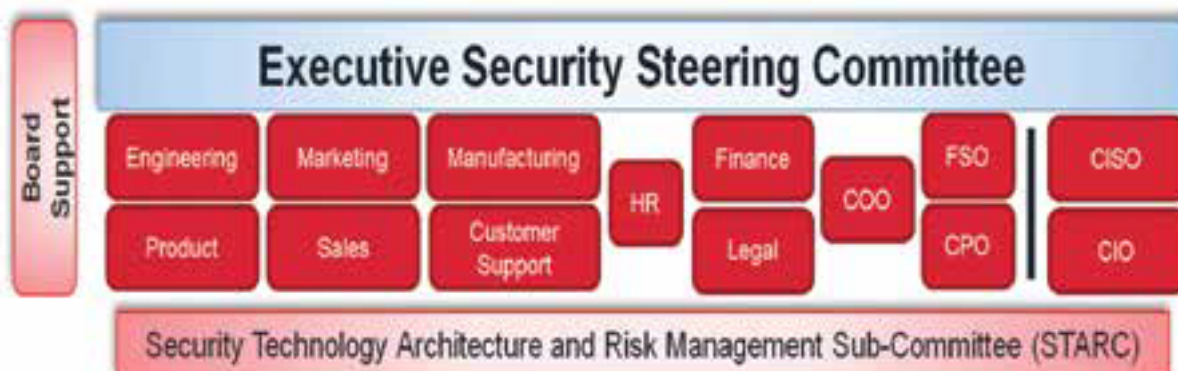 Board
Support
Executive Security Steering Committee
Engineering
Marketing
Manufacturing
HR
Finance
COO
FSO
CISO
Product
Sales
Customer
Support
Legal
CPO
CIO
Security Technology Architecture and Risk Management Sub-Committee (STARC)